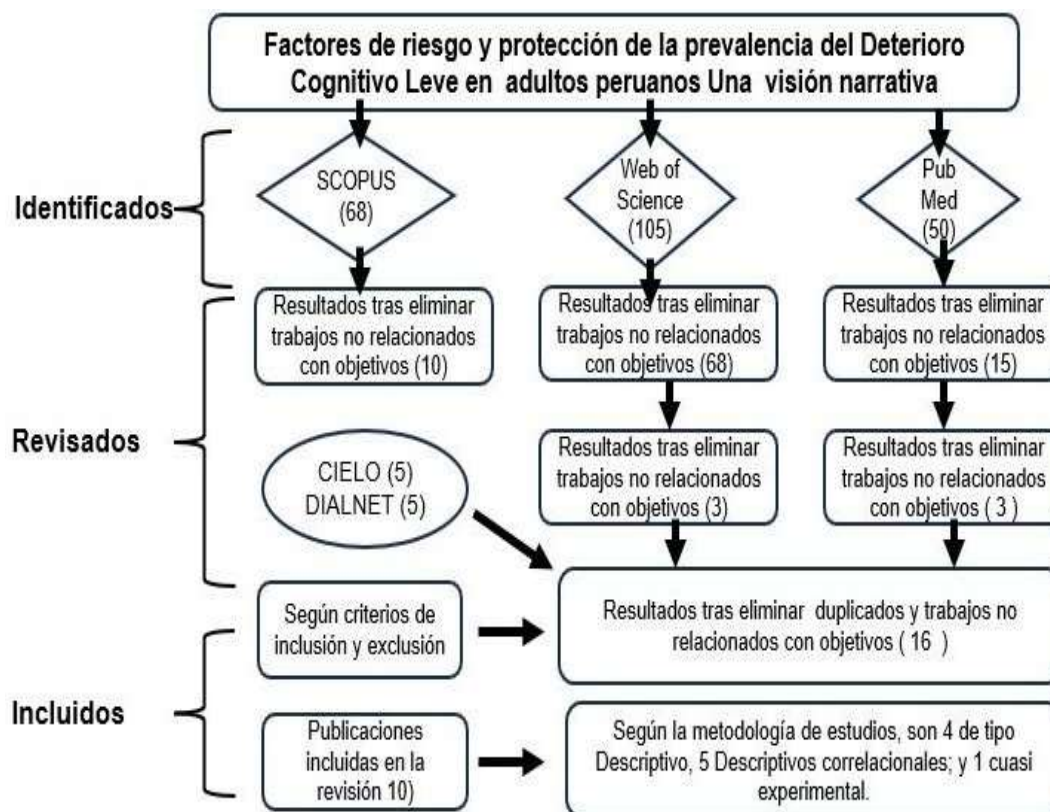 Factores de riesgo y protección de la prevalencia del Deterioro
Cognitivo Leve en adultos peruanos Una visión narrativa
Identificados
SCOPUS
(68)
Web of
Science
(105)
Pub
Med
(50)
Revisados
Resultados tras eliminar
trabajos no relacionados
con objetivos (10)
Resultados tras eliminar
trabajos no relacionados
con objetivos (68)
Resultados tras eliminar
trabajos no relacionados
con objetivos (15)
CIELO (5)
DIALNET (5)
Resultados tras eliminar
trabajos no relacionados
con objetivos (3)
Resultados tras eliminar
trabajos no relacionados
con objetivos ( 3 )
Según criterios de
inclusión y exclusión
Resultados tras eliminar duplicados y trabajos no
relacionados con objetivos ( 16 )
Incluidos
Publicaciones
incluidas en la
revisión 10)
Según la metodología de estudios, son 4 de tipo
Descriptivo, 5 Descriptivos correlacionales; y 1 cuasi
experimental.